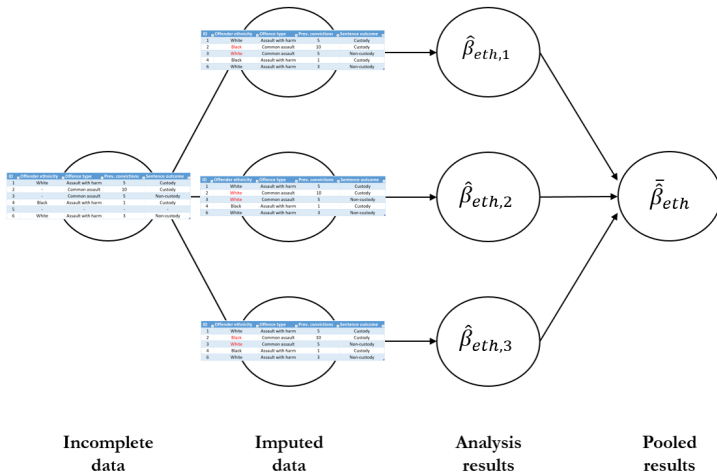 ID Offender ethnicity Offence type Prev. convictions Sentence outcome
1 White Assault with harm 5 Custody
2 Black Common assault 10 Custody
3 White Common assault 5 Non-custody
4 Black Assault with harm 1 Custody
6 White Assault with harm 3 Non-custody
β̂eth,1
ID Offender ethnicity Offence type Prev. convictions Sentence outcome
1 White Assault with harm 5 Custody
2 - Common assault 10 Custody
3 - Common assault 5 Non-custody
4 Black Assault with harm 1 Custody
5 - - - -
6 White Assault with harm 3 Non-custody
ID Offender ethnicity Offence type Prev. convictions Sentence outcome
1 White Assault with harm 5 Custody
2 White Common assault 10 Custody
3 White Common assault 5 Non-custody
4 Black Assault with harm 1 Custody
6 White Assault with harm 3 Non-custody
β̂eth,2
β̂̄eth
ID Offender ethnicity Offence type Prev. convictions Sentence outcome
1 White Assault with harm 5 Custody
2 Black Common assault 10 Custody
3 White Common assault 5 Non-custody
4 Black Assault with harm 1 Custody
6 White Assault with harm 3 Non-custody
β̂eth,3
Incomplete
data
Imputed
data
Analysis
results
Pooled
results